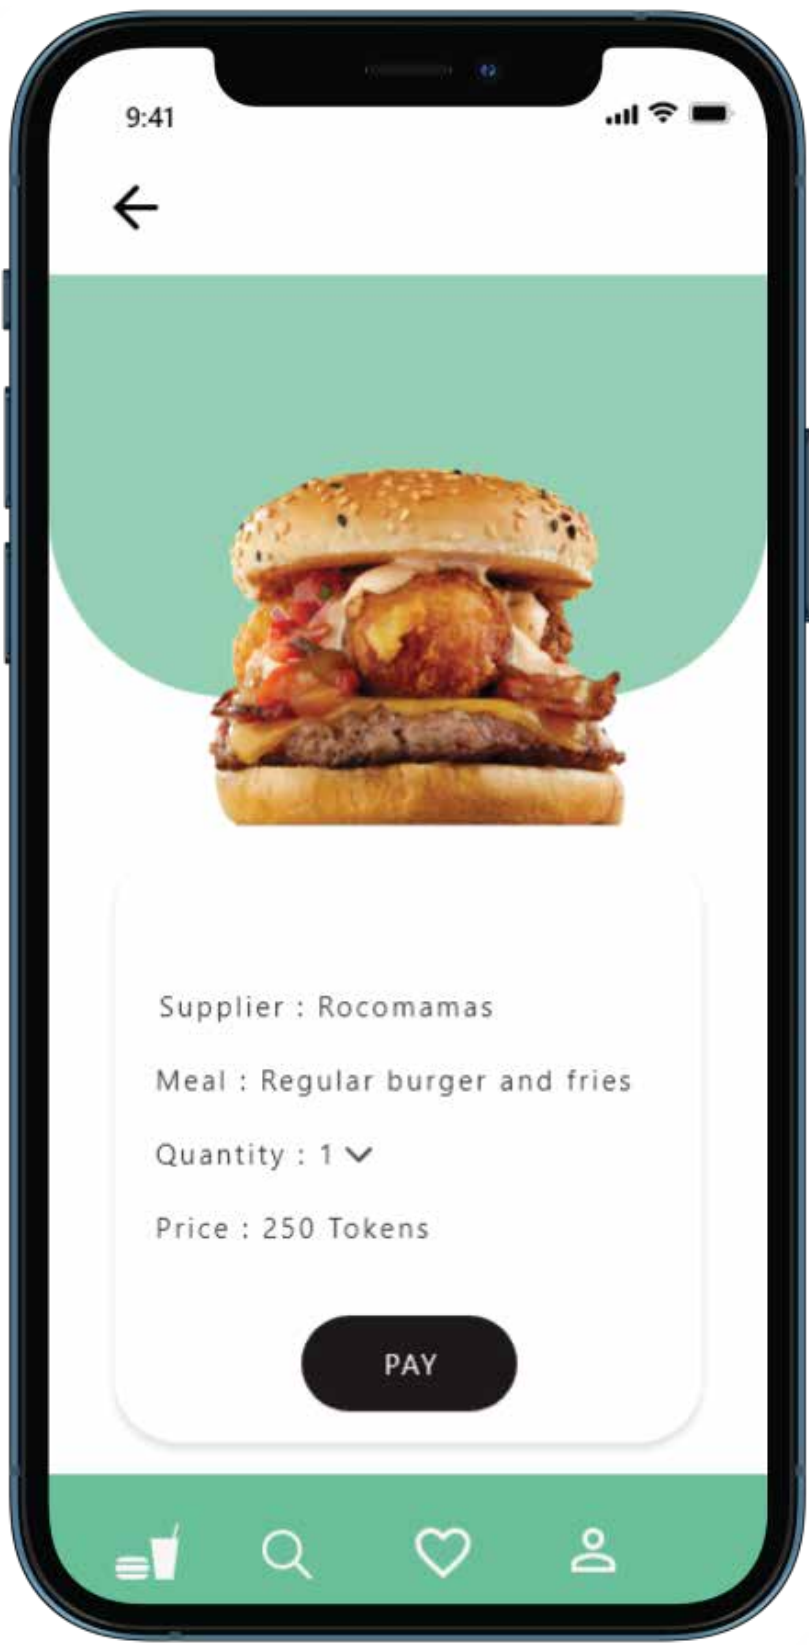 9:41
Supplier : Rocomamas
Meal : Regular burger and fries
Quantity : 1
Price : 250 Tokens
PAY